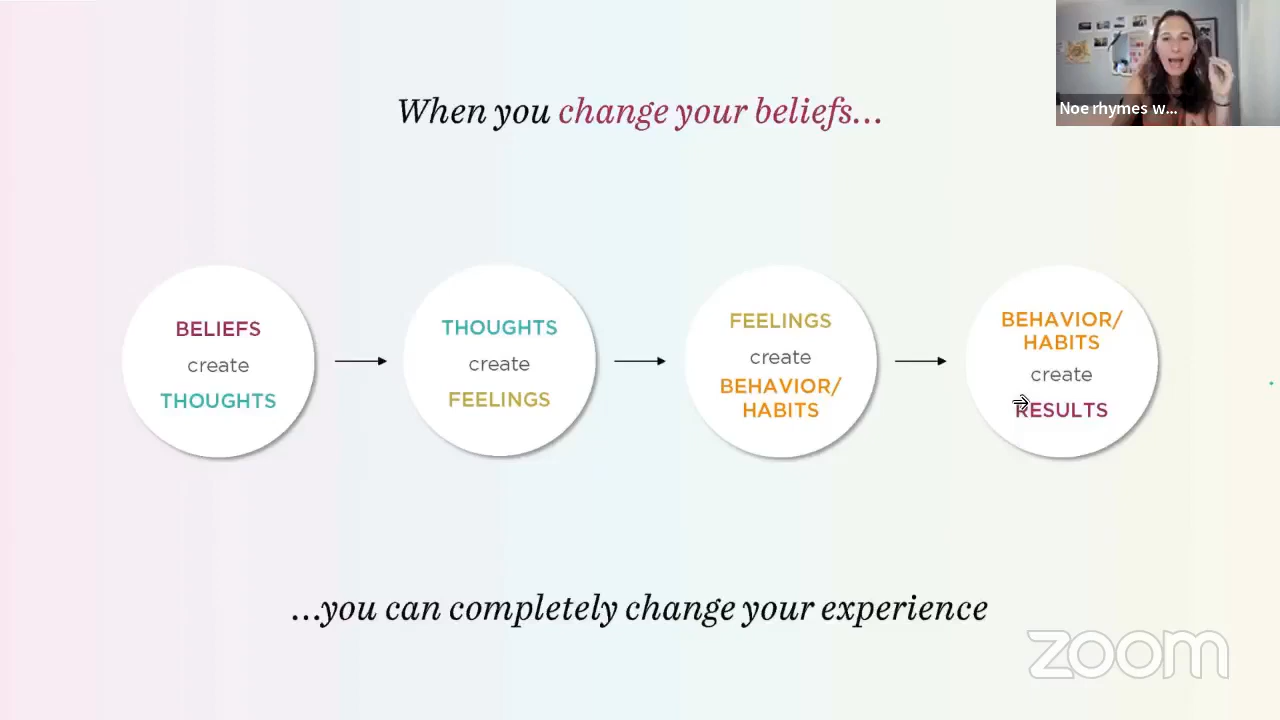 When you change your beliefs...
Noe rhymes w...
BELIEFS
create
THOUGHTS
THOUGHTS
create
FEELINGS
FEELINGS
create
BEHAVIOR/
HABITS
BEHAVIOR/
HABITS
create
RESULTS
...you can completely change your experience
zoom